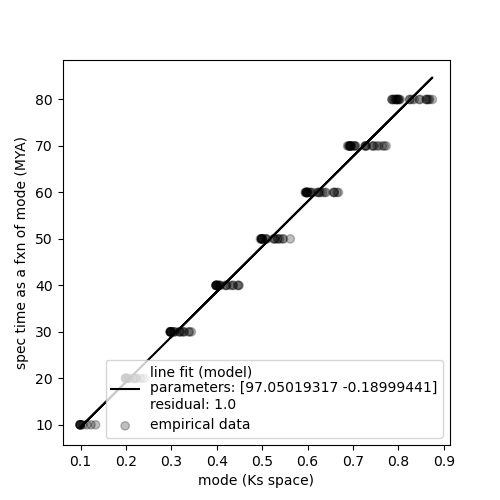 80
70
60
50
40
30
20
10
spec time as a fxn of mode (MYA)
line fit (model)
parameters: [97.05019317 -0.18999441]
residual: 1.0
empirical data
0.1 0.2 0.3 0.4 0.5 0.6 0.7 0.8 0.9
mode (Ks space)